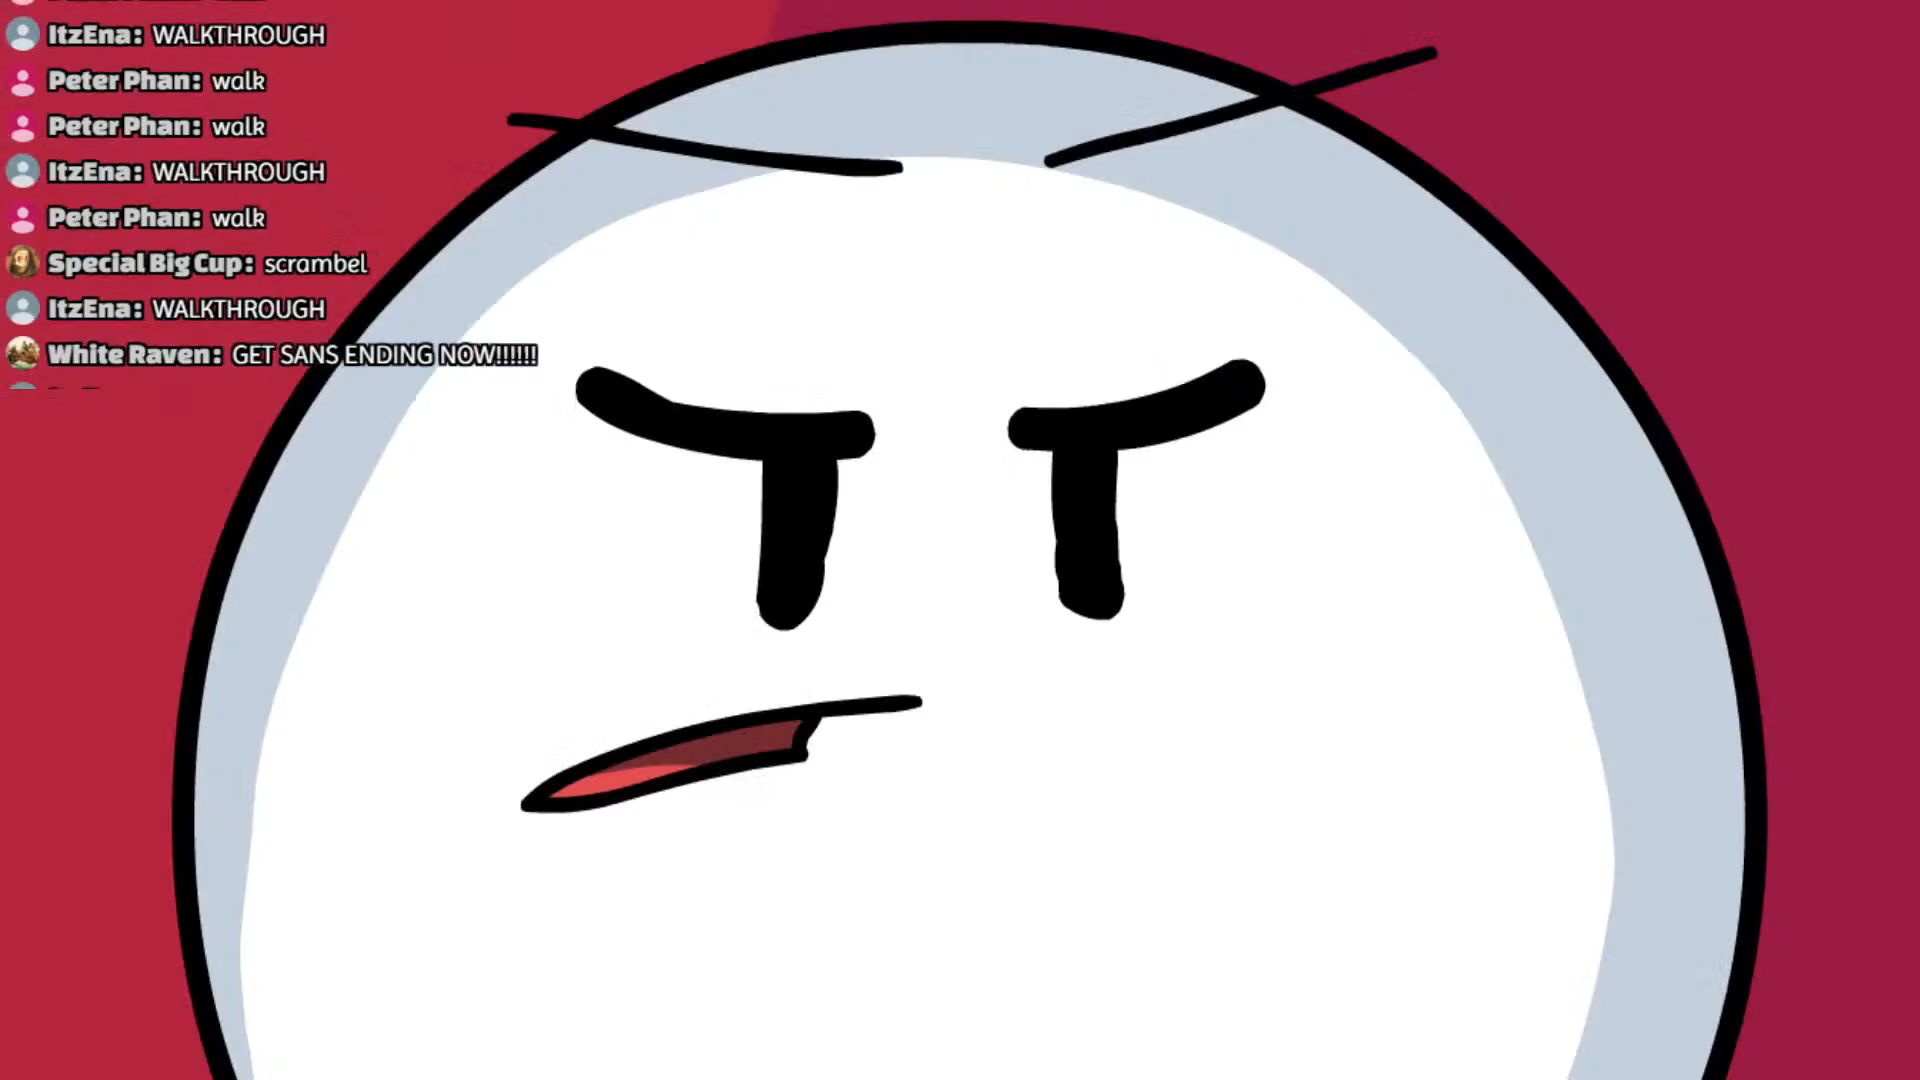 ItzEna: WALKTHROUGH
Peter Phan: walk
Peter Phan: walk
ItzEna: WALKTHROUGH
Peter Phan: walk
Special Big Cup: scrambel
ItzEna: WALKTHROUGH
White Raven: GET SANS ENDING NOW!!!!!!